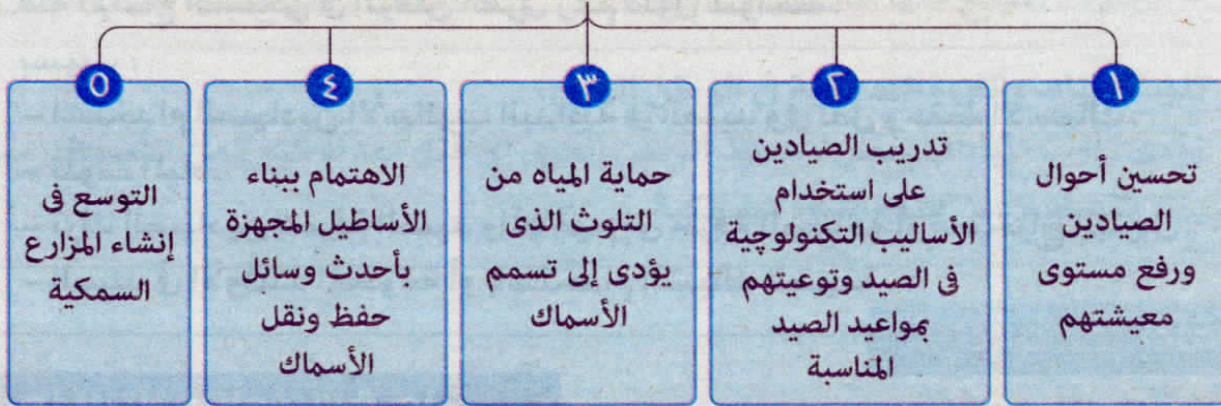 ١
تحسين أحوال
الصيادين
ورفع مستوى
معيشتهم
٢
تدريب الصيادين
على استخدام
الأساليب التكنولوچية
فى الصيد وتوعيتهم
بمواعيد الصيد
المناسبة
٣
حماية المياه من
التلوث الذى
يؤدى إلى تسمم
الأسماك
٤
الاهتمام ببناء
الأساطيل المجهزة
بأحدث وسائل
حفظ ونقل
الأسماك
٥
التوسع فى
إنشاء المزارع
السمكية